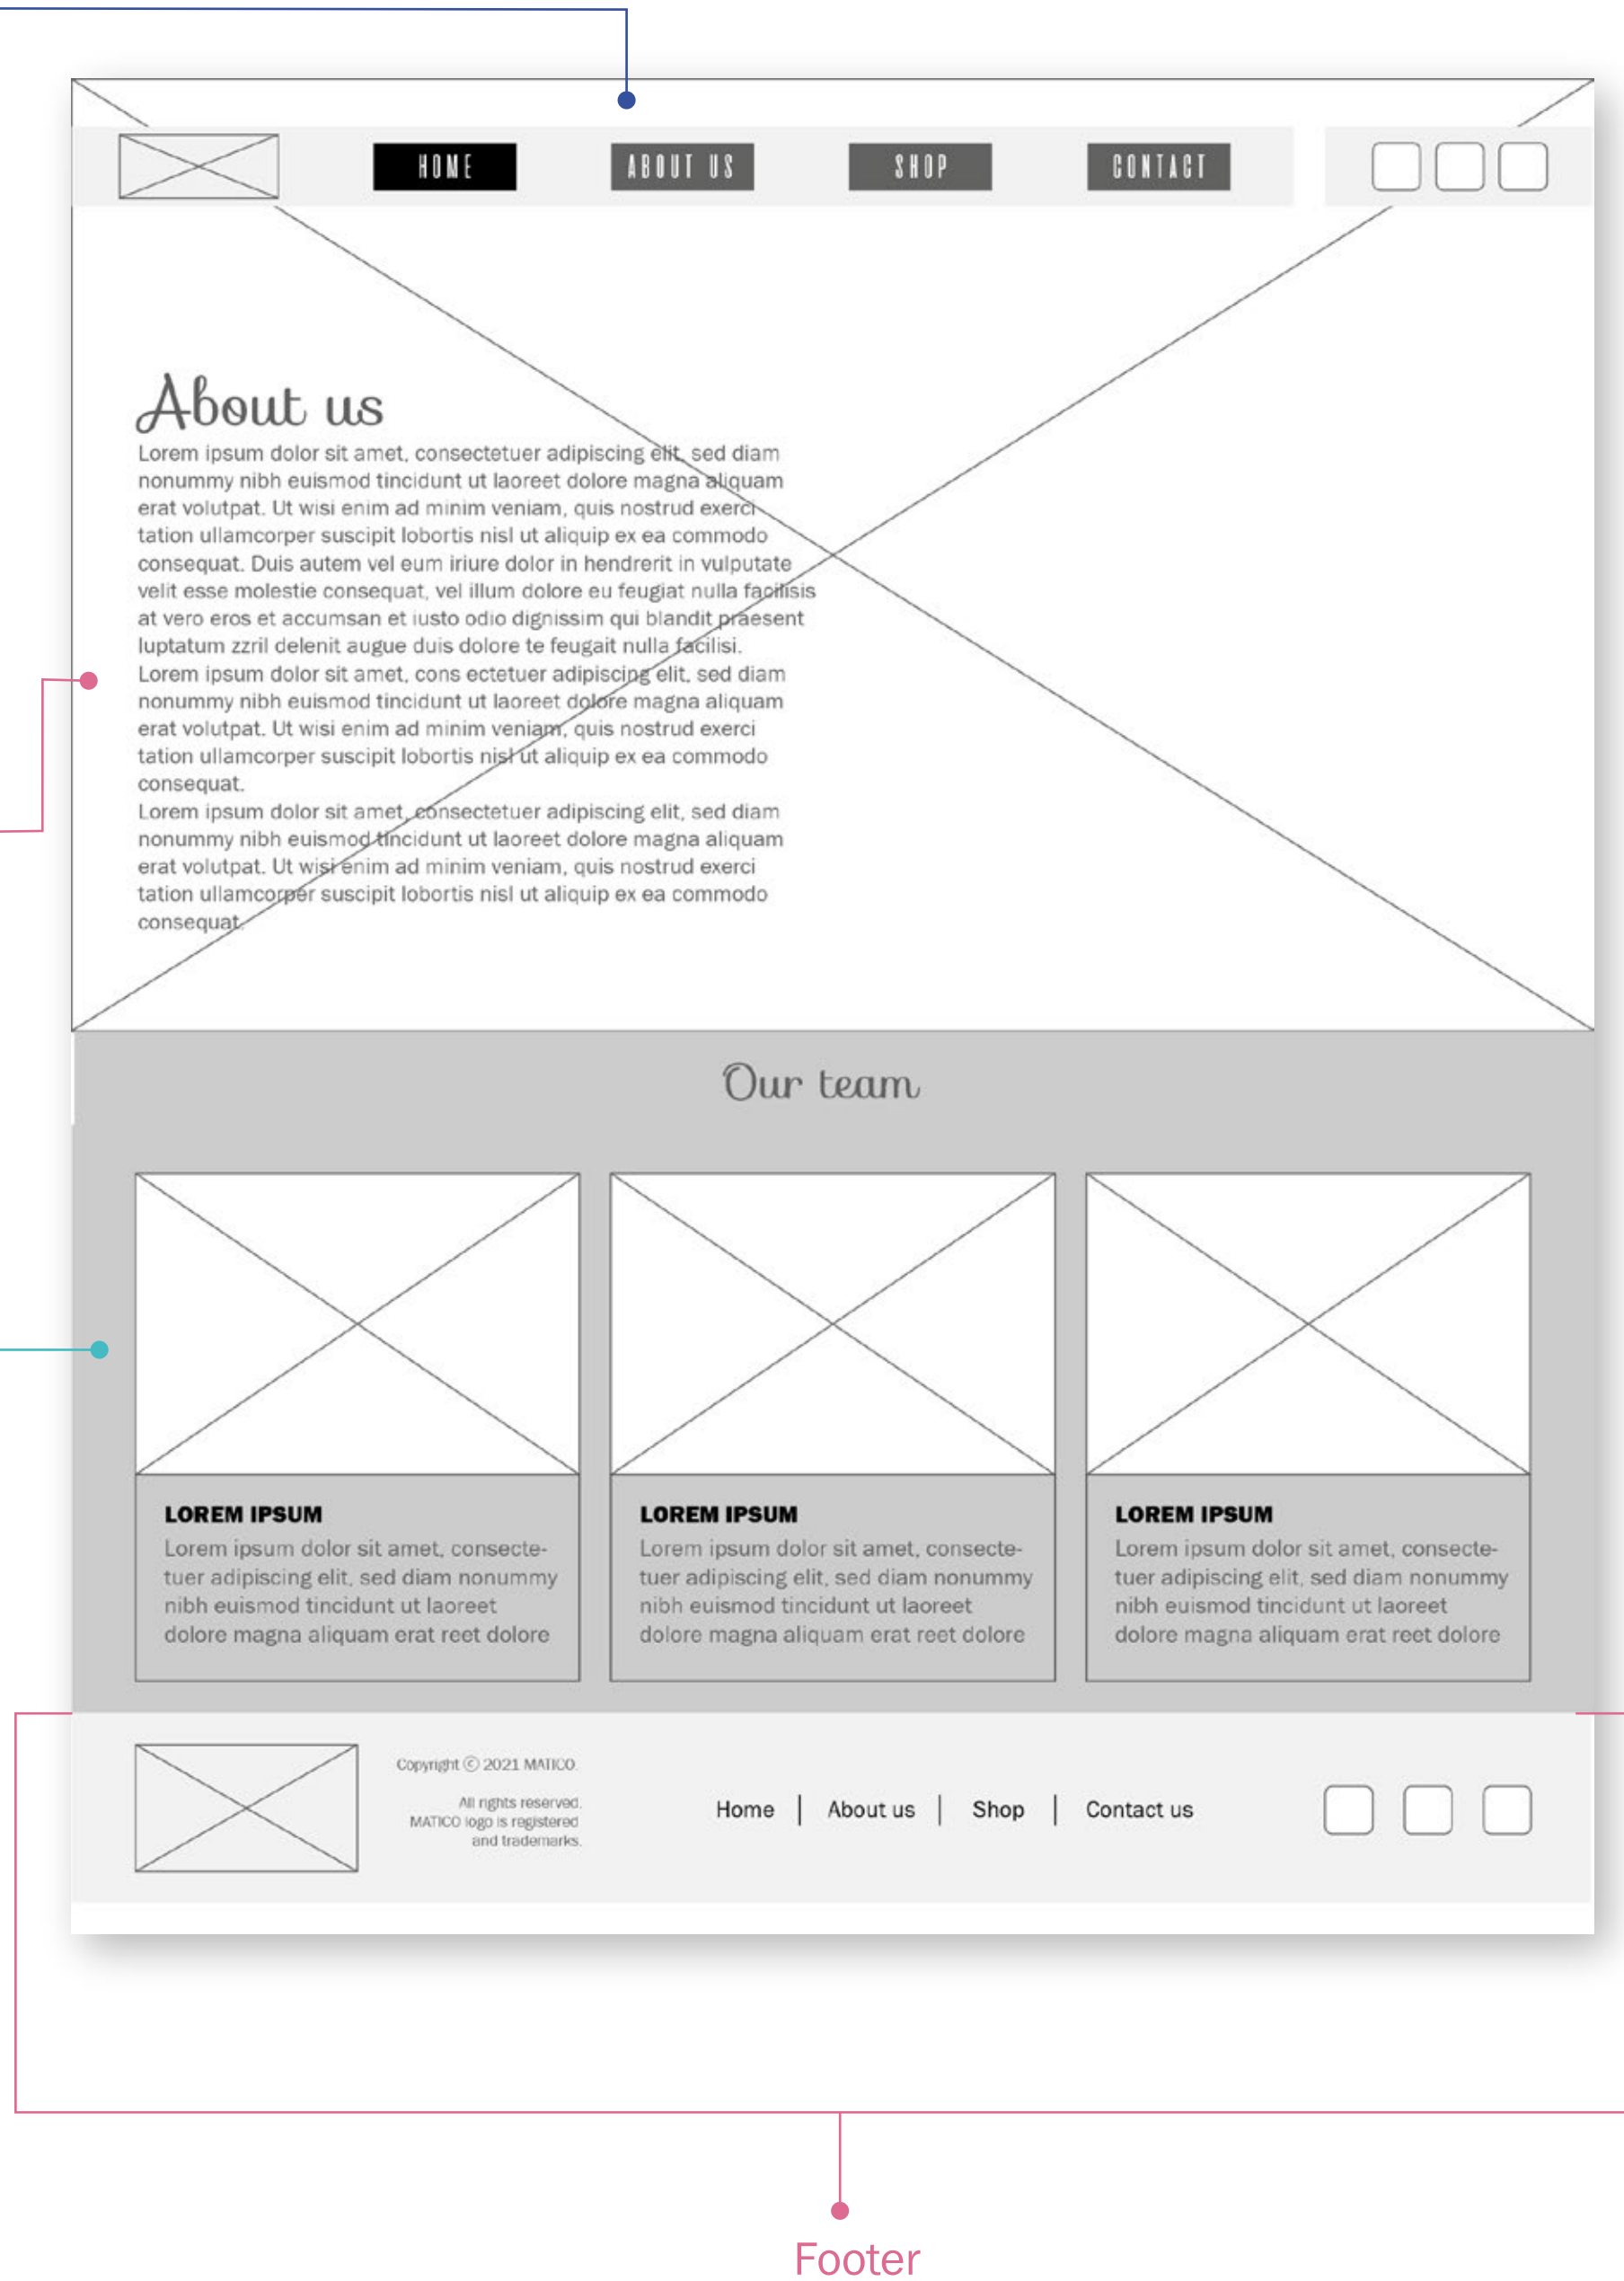 HOME
ABOUT US
SHOP
CONTACT
About us
Lorem ipsum dolor sit amet, consectetuer adipiscing elit, sed diam
nonummy nibh euismod tincidunt ut laoreet dolore magna aliquam
erat volutpat. Ut wisi enim ad minim veniam, quis nostrud exerci
tation ullamcorper suscipit lobortis nisl ut aliquip ex ea commodo
consequat. Duis autem vel eum iriure dolor in hendrerit in vulputate
velit esse molestie consequat, vel illum dolore eu feugiat nulla facilisis
at vero eros et accumsan et iusto odio dignissim qui blandit praesent
luptatum zzril delenit augue duis dolore te feugait nulla facilisi.
Lorem ipsum dolor sit amet, cons ectetuer adipiscing elit, sed diam
nonummy nibh euismod tincidunt ut laoreet dolore magna aliquam
erat volutpat. Ut wisi enim ad minim veniam, quis nostrud exerci
tation ullamcorper suscipit lobortis nisl ut aliquip ex ea commodo
consequat.
Lorem ipsum dolor sit amet, consectetuer adipiscing elit, sed diam
nonummy nibh euismod tincidunt ut laoreet dolore magna aliquam
erat volutpat. Ut wisi enim ad minim veniam, quis nostrud exerci
tation ullamcorper suscipit lobortis nisl ut aliquip ex ea commodo
consequat.
Our team
LOREM IPSUM
Lorem ipsum dolor sit amet, consecte-
tuer adipiscing elit, sed diam nonummy
nibh euismod tincidunt ut laoreet
dolore magna aliquam erat reet dolore
LOREM IPSUM
Lorem ipsum dolor sit amet, consecte-
tuer adipiscing elit, sed diam nonummy
nibh euismod tincidunt ut laoreet
dolore magna aliquam erat reet dolore
LOREM IPSUM
Lorem ipsum dolor sit amet, consecte-
tuer adipiscing elit, sed diam nonummy
nibh euismod tincidunt ut laoreet
dolore magna aliquam erat reet dolore
Copyright © 2021 MATICO.
All rights reserved.
MATICO logo is registered
and trademarks.
Home | About us | Shop | Contact us
Footer